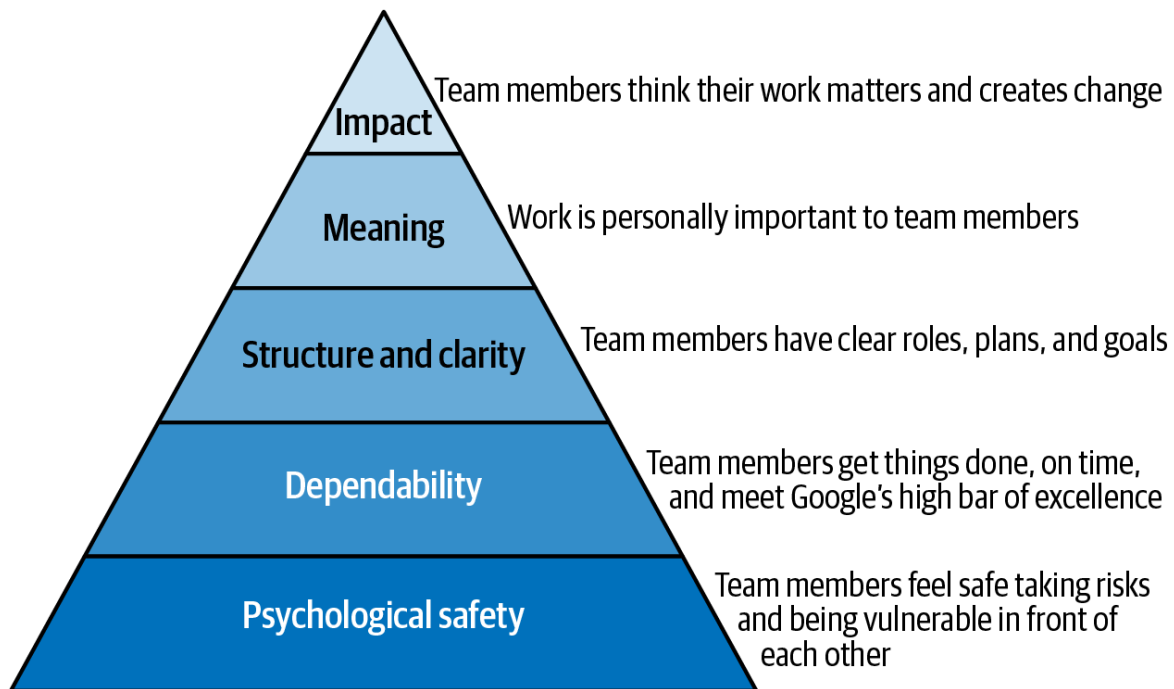 Team members think their work matters and creates change
Impact
Work is personally important to team members
Meaning
Team members have clear roles, plans, and goals
Structure and clarity
Team members get things done, on time,
and meet Google’s high bar of excellence
Dependability
Team members feel safe taking risks
and being vulnerable in front of
each other
Psychological safety